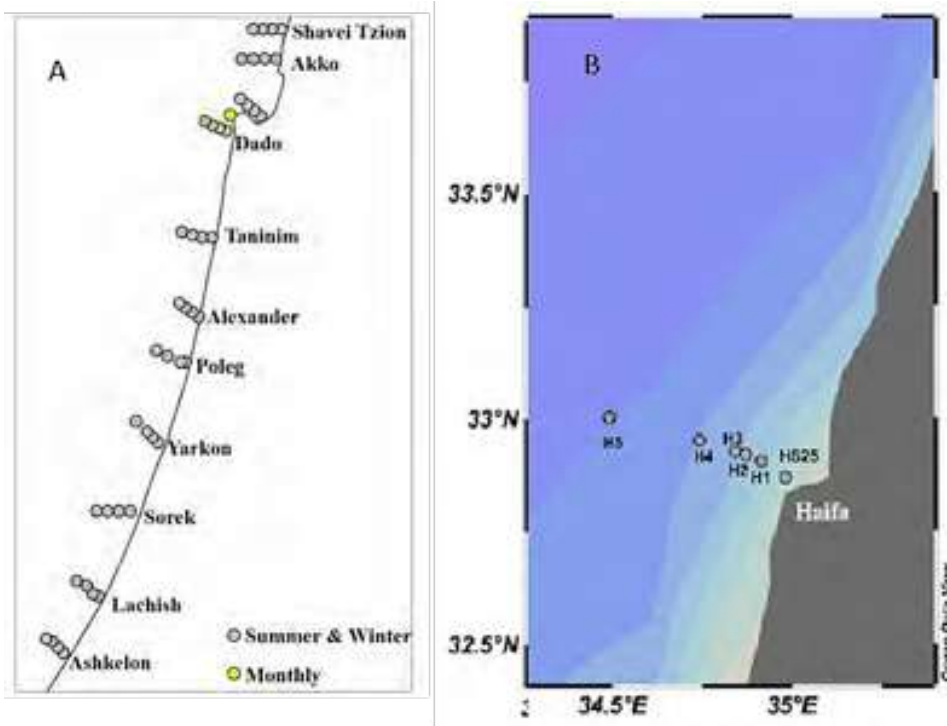 A
Shavei Tzion
Akko
Dado
Taninim
Alexander
Poleg
Yarkon
Sorek
Lachish
Ashkelon
Summer & Winter
Monthly
B
33.5°N
33°N
32.5°N
34.5°E
35°E
H5
H4
H3
H2
H1
HS25
Haifa